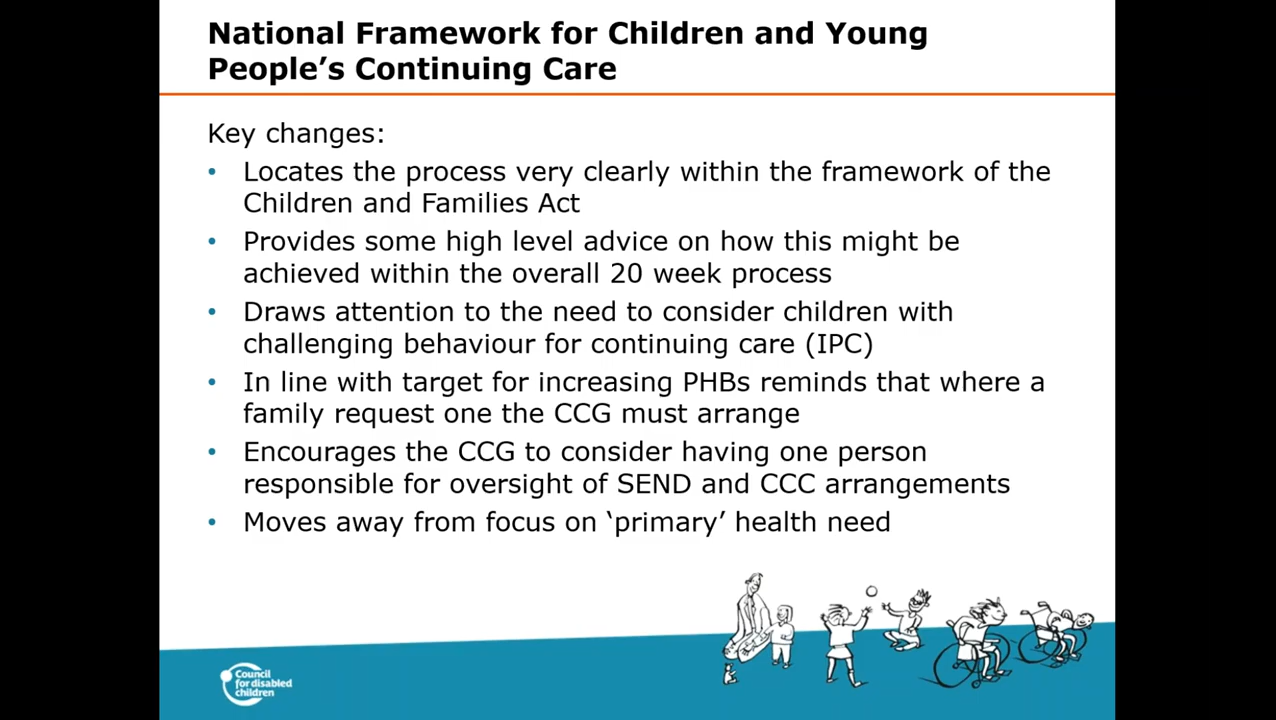 National Framework for Children and Young
People’s Continuing Care
Key changes:
• Locates the process very clearly within the framework of the
Children and Families Act
• Provides some high level advice on how this might be
achieved within the overall 20 week process
• Draws attention to the need to consider children with
challenging behaviour for continuing care (IPC)
• In line with target for increasing PHBs reminds that where a
family request one the CCG must arrange
• Encourages the CCG to consider having one person
responsible for oversight of SEND and CCC arrangements
• Moves away from focus on ‘primary’ health need
Council
for disabled
children